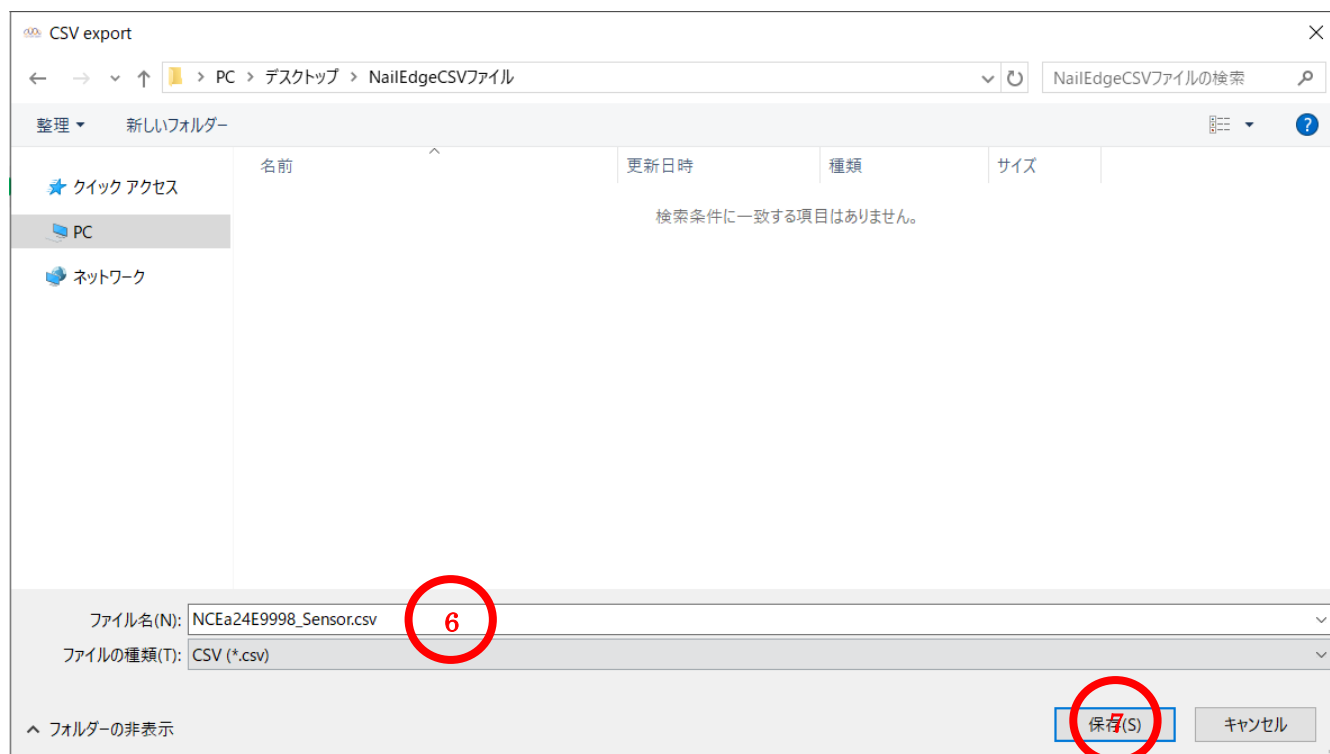 CSV export
PC > デスクトップ > NailEdgeCSVファイル
NailEdgeCSVファイルの検索
整理
新しいフォルダー
?
名前
更新日時
種類
サイズ
クイック アクセス
検索条件に一致する項目はありません。
PC
ネットワーク
ファイル名(N): NCEa24E9998_Sensor.csv
6
ファイルの種類(T): CSV (*.csv)
フォルダーの非表示
保存(S)
7
キャンセル